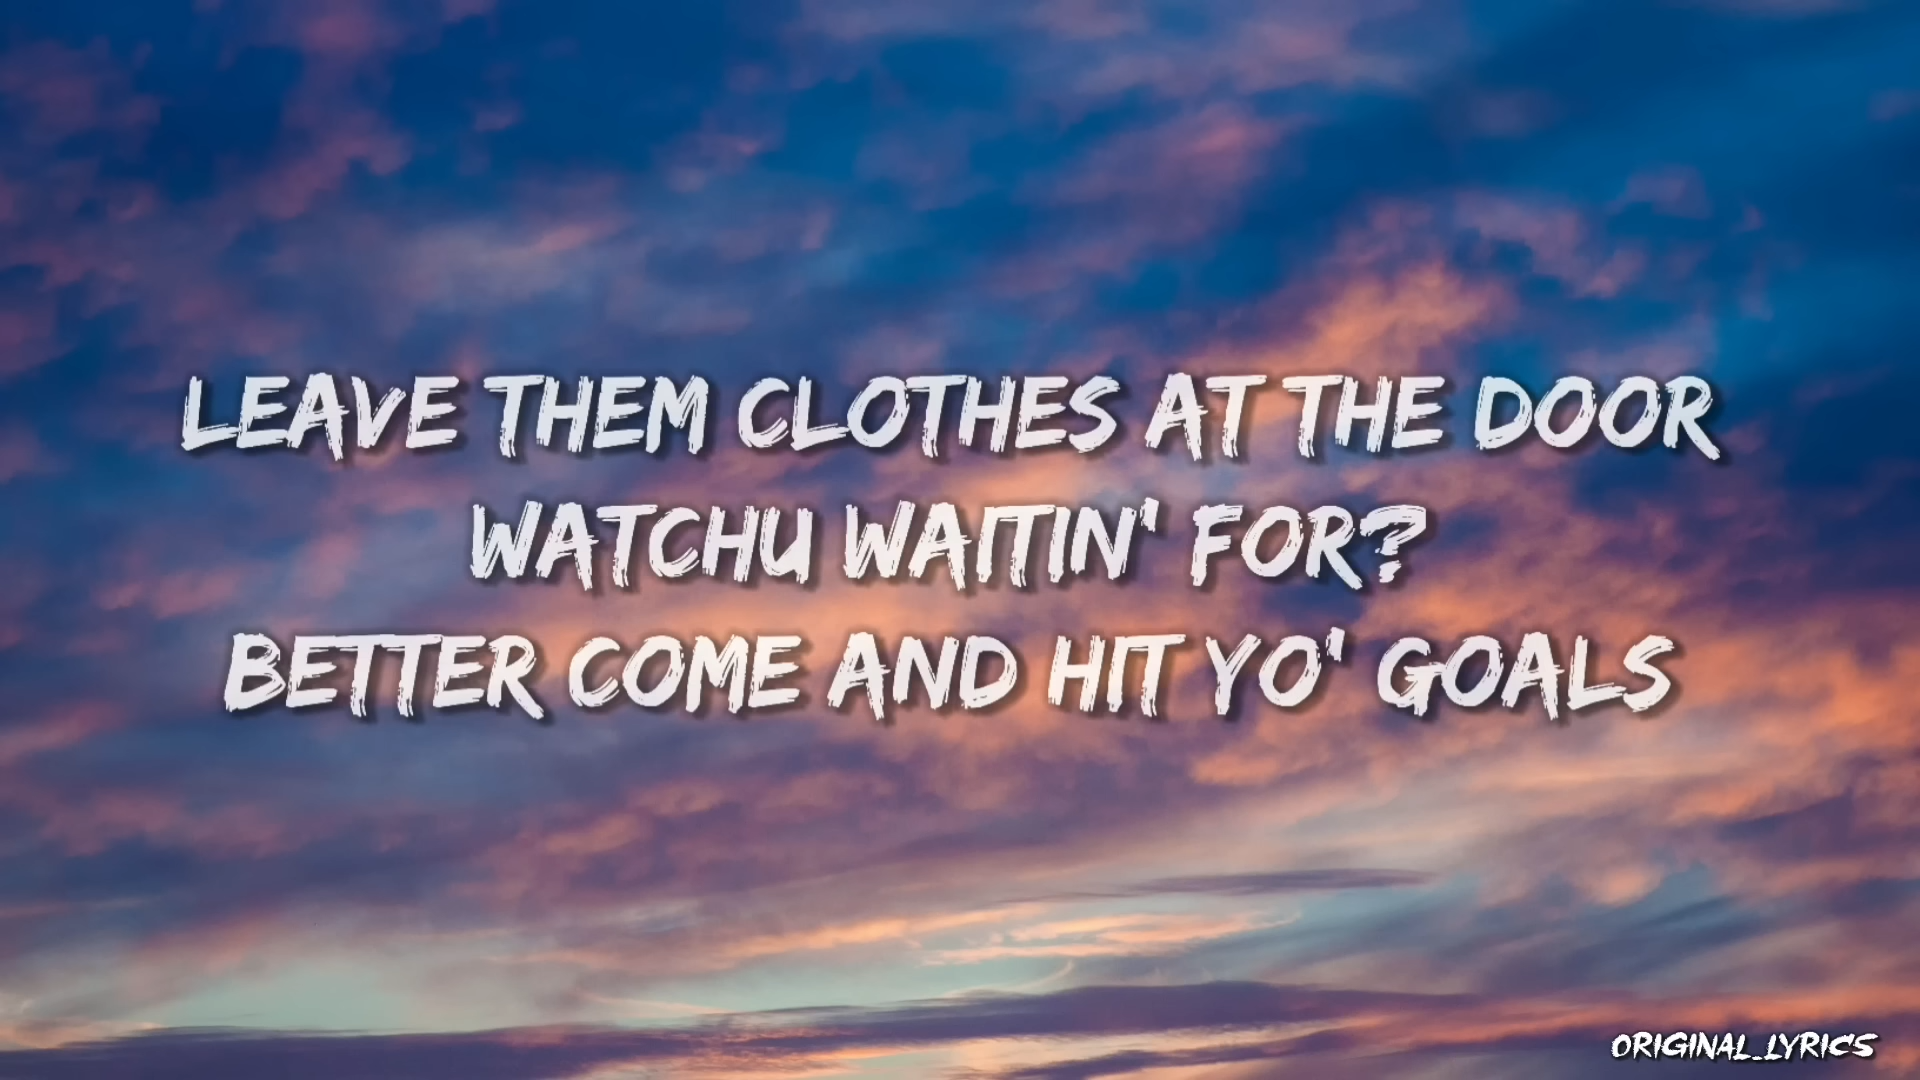 LEAVE THEM CLOTHES AT THE DOOR
WATCHU WAITIN' FOR?
BETTER COME AND HIT YO' GOALS
ORIGINAL_LYRICS